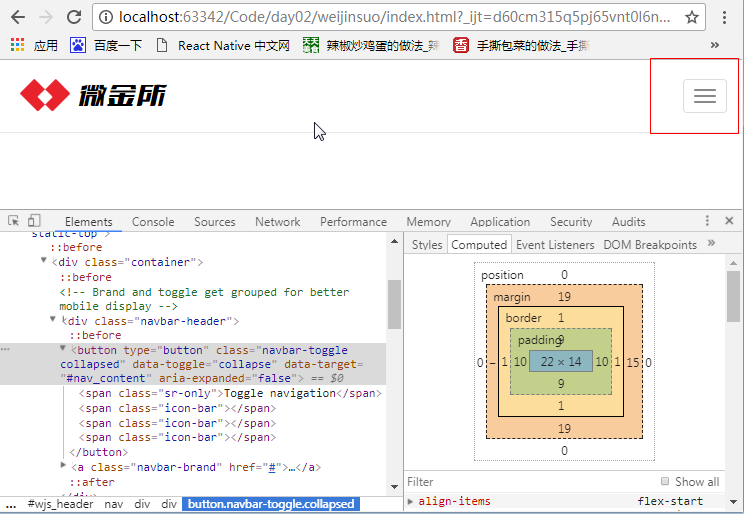 localhost:63342/Code/day02/weijinsuo/index.html?_ijt=d60cm315q5pj65vnt0l6n...
应用 百度一下 React Native 中文网 辣椒炒鸡蛋的做法_辣 手撕包菜的做法_手撕 »
微金所
Elements Console Sources Network Performance Memory Application Security Audits
static-top">
::before
<div class="container">
::before
<!-- Brand and toggle get grouped for better
mobile display -->
<div class="navbar-header">
::before
<button type="button" class="navbar-toggle
collapsed" data-toggle="collapse" data-target=
"#nav_content" aria-expanded="false"> == $0
<span class="sr-only">Toggle navigation</span>
<span class="icon-bar"></span>
<span class="icon-bar"></span>
<span class="icon-bar"></span>
</button>
<a class="navbar-brand" href="#">…</a>
::after
</div>
... #wjs_header nav div div button.navbar-toggle.collapsed
Styles Computed Event Listeners DOM Breakpoints »
position 0
margin 19
border 1
padding 9
0 - 1 10 22 × 14 10 1 15 0
9
1
19
0
Filter Show all
align-items flex-start